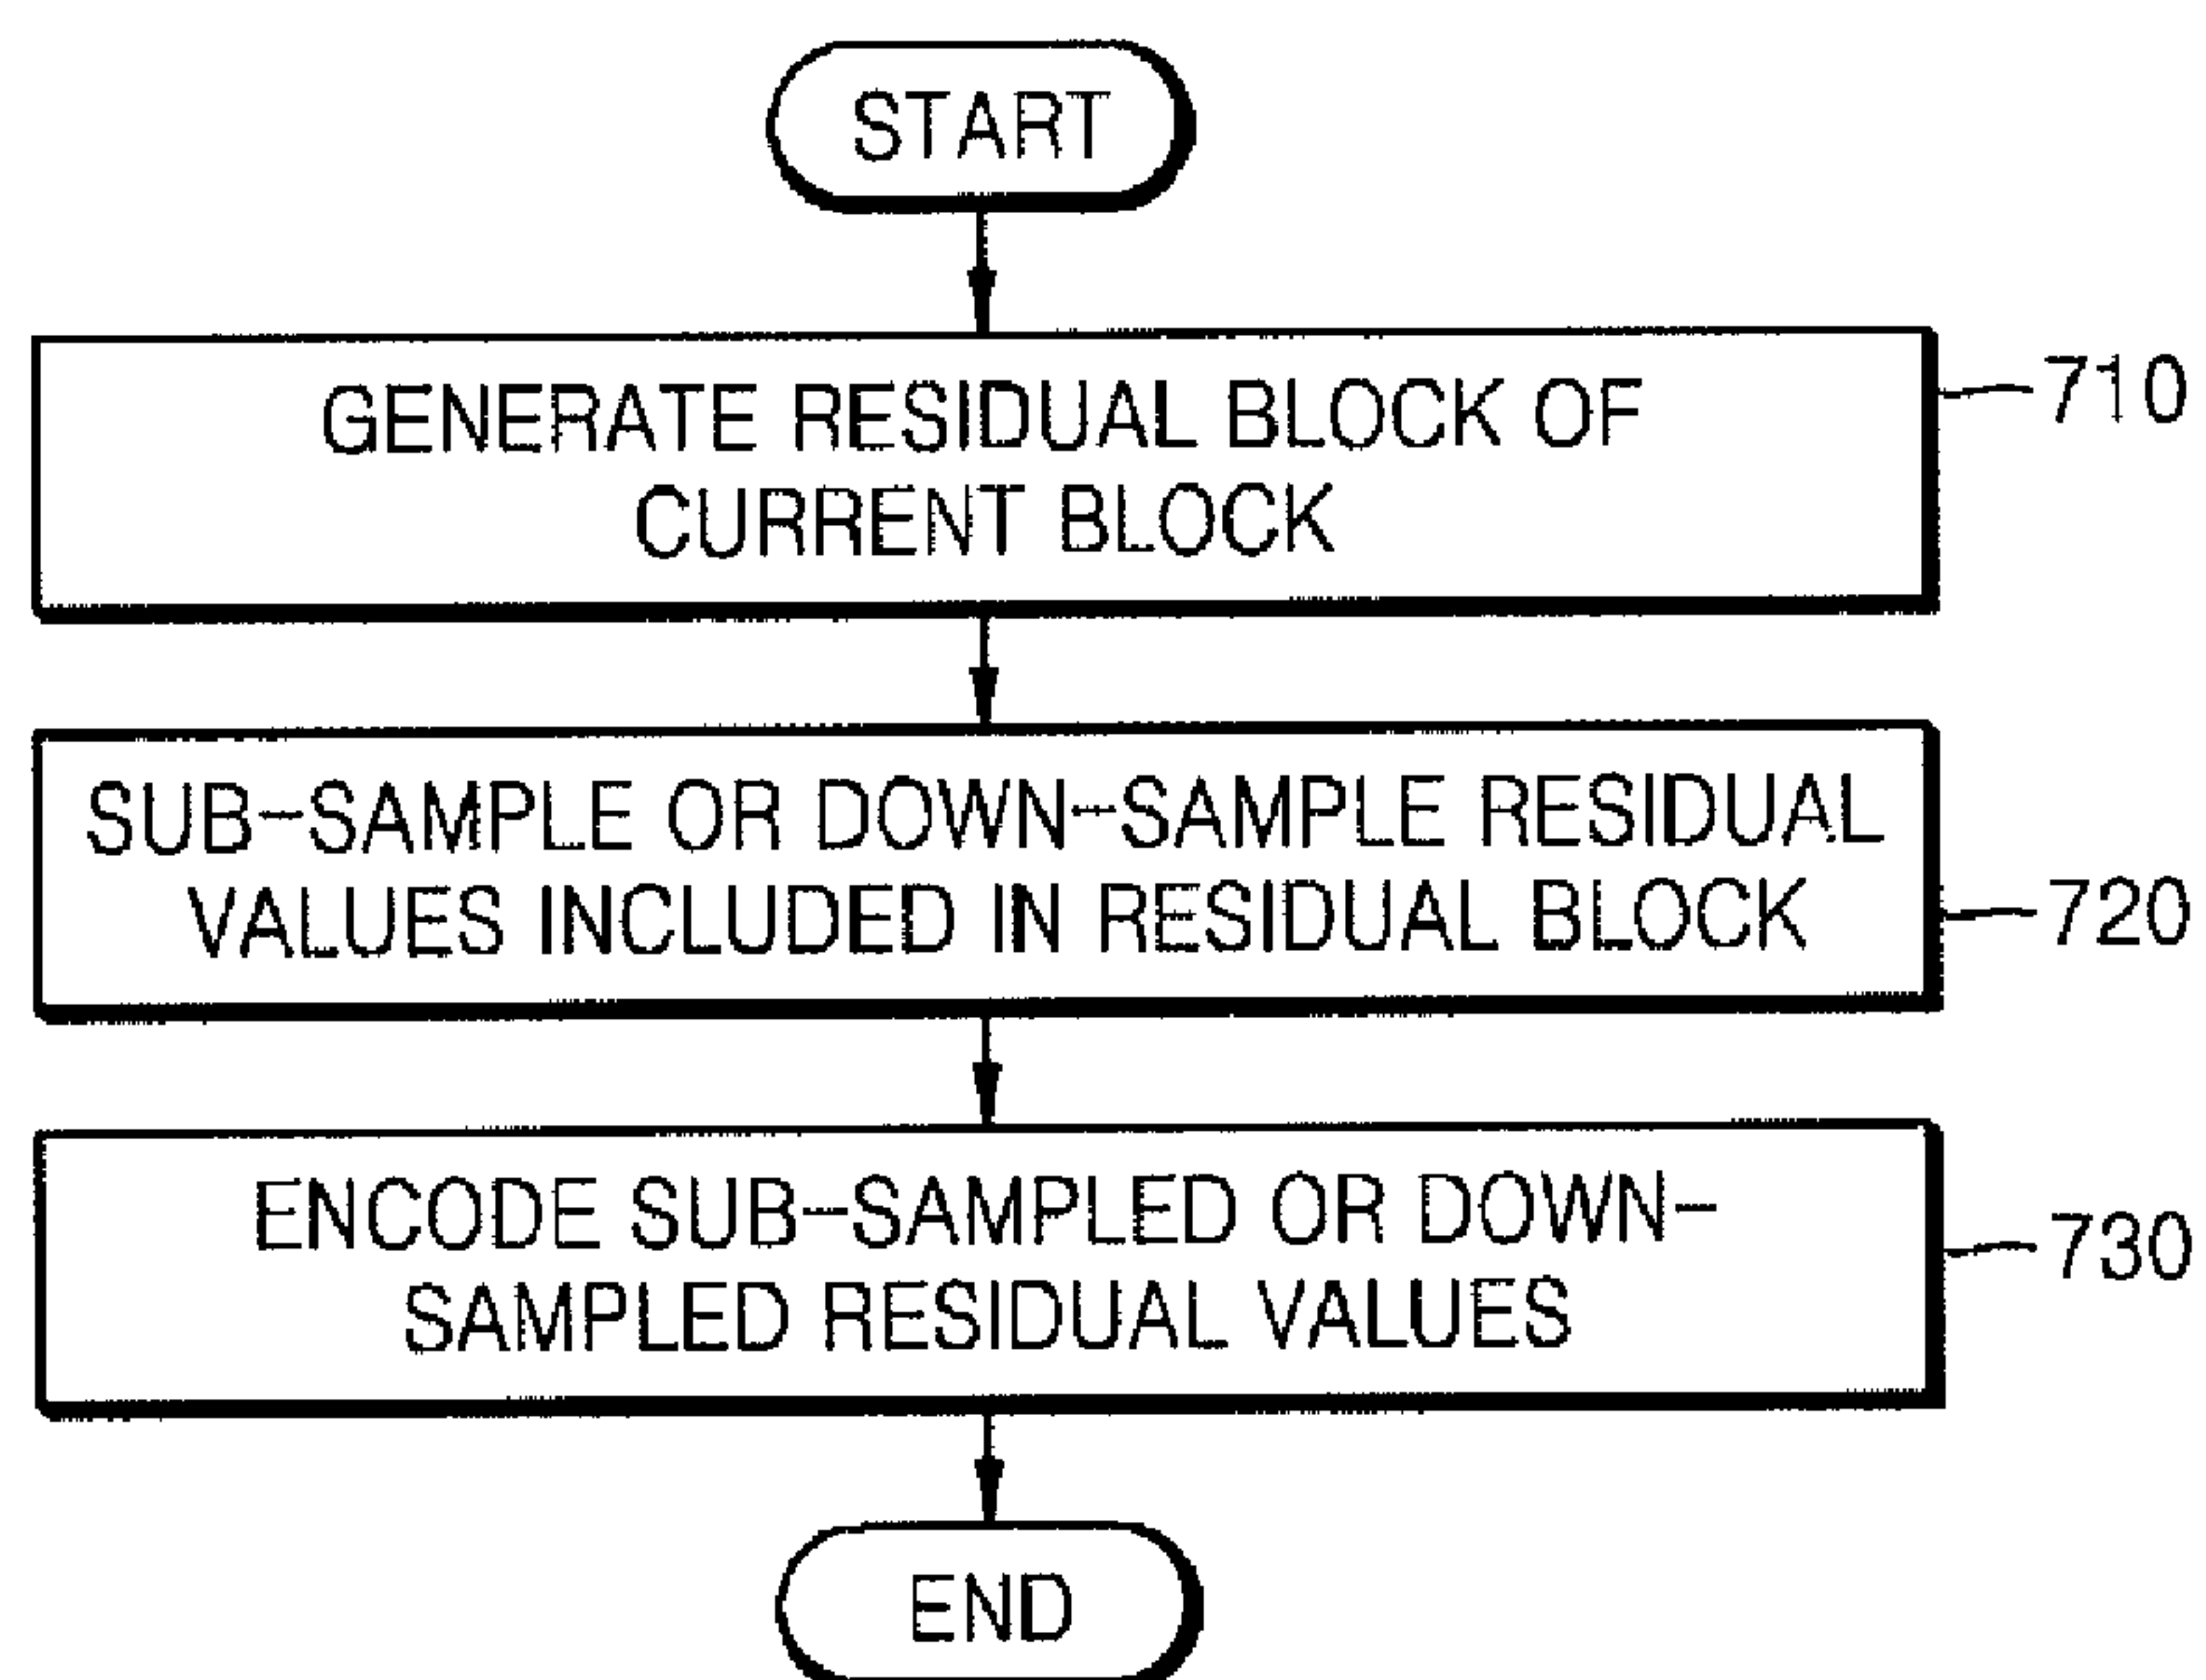 START
GENERATE RESIDUAL BLOCK OF
CURRENT BLOCK
710
SUB-SAMPLE OR DOWN-SAMPLE RESIDUAL
VALUES INCLUDED IN RESIDUAL BLOCK
720
ENCODE SUB-SAMPLED OR DOWN-
SAMPLED RESIDUAL VALUES
730
END